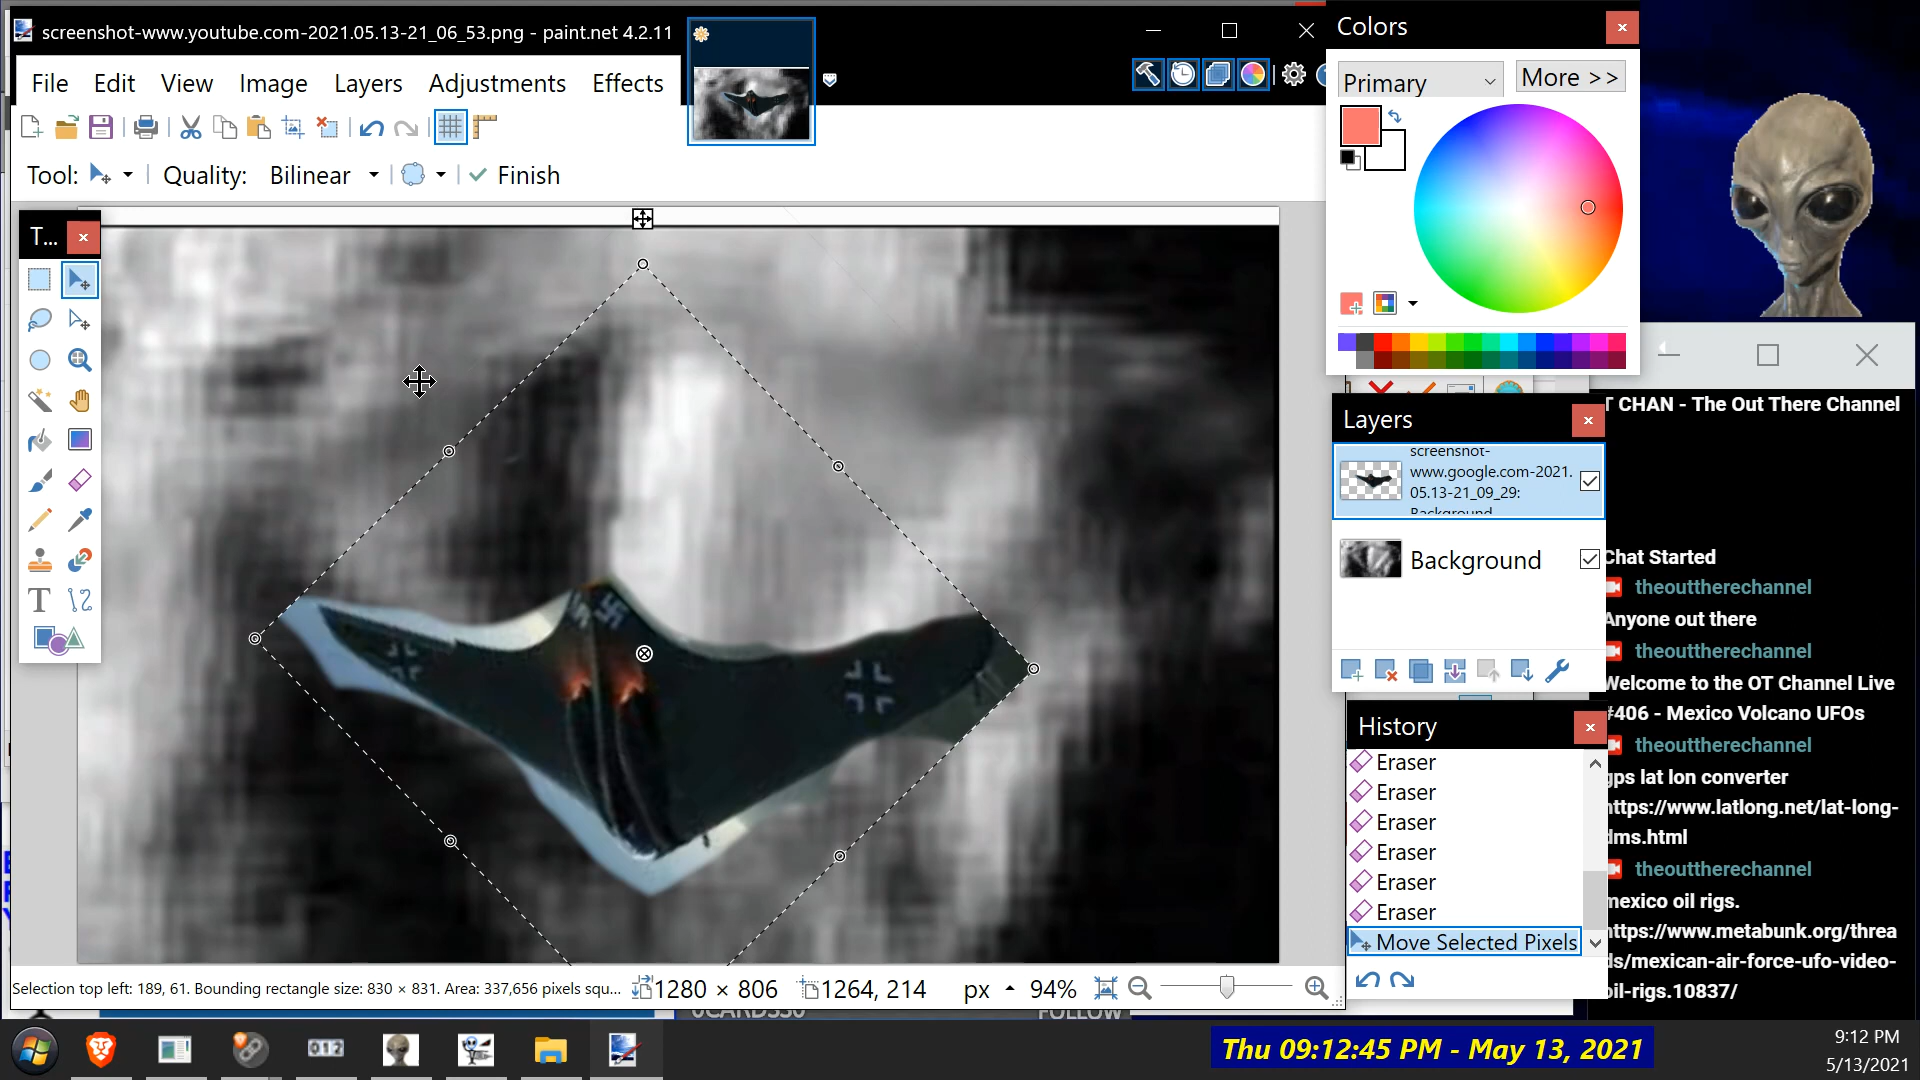 screenshot-www.youtube.com-2021.05.13-21_06_53.png - paint.net 4.2.11
File Edit View Image Layers Adjustments Effects
Tool: Quality: Bilinear Finish
T...
Colors
Primary More >>
Layers
screenshot-
www.google.com-2021.
05.13-21_09_29:
Background
Background
History
Eraser
Eraser
Eraser
Eraser
Eraser
Eraser
Move Selected Pixels
T CHAN - The Out There Channel
Chat Started
theouttherechannel
Anyone out there
theouttherechannel
Welcome to the OT Channel Live
#406 - Mexico Volcano UFOs
theouttherechannel
gps lat lon converter
https://www.latlong.net/lat-long-
dms.html
theouttherechannel
mexico oil rigs.
https://www.metabunk.org/threa
ds/mexican-air-force-ufo-video-
oil-rigs.10837/
Selection top left: 189, 61. Bounding rectangle size: 830 × 831. Area: 337,656 pixels squ... 1280 × 806 1264, 214 px 94%
FOLLOW
012
Thu 09:12:45 PM - May 13, 2021
9:12 PM
5/13/2021